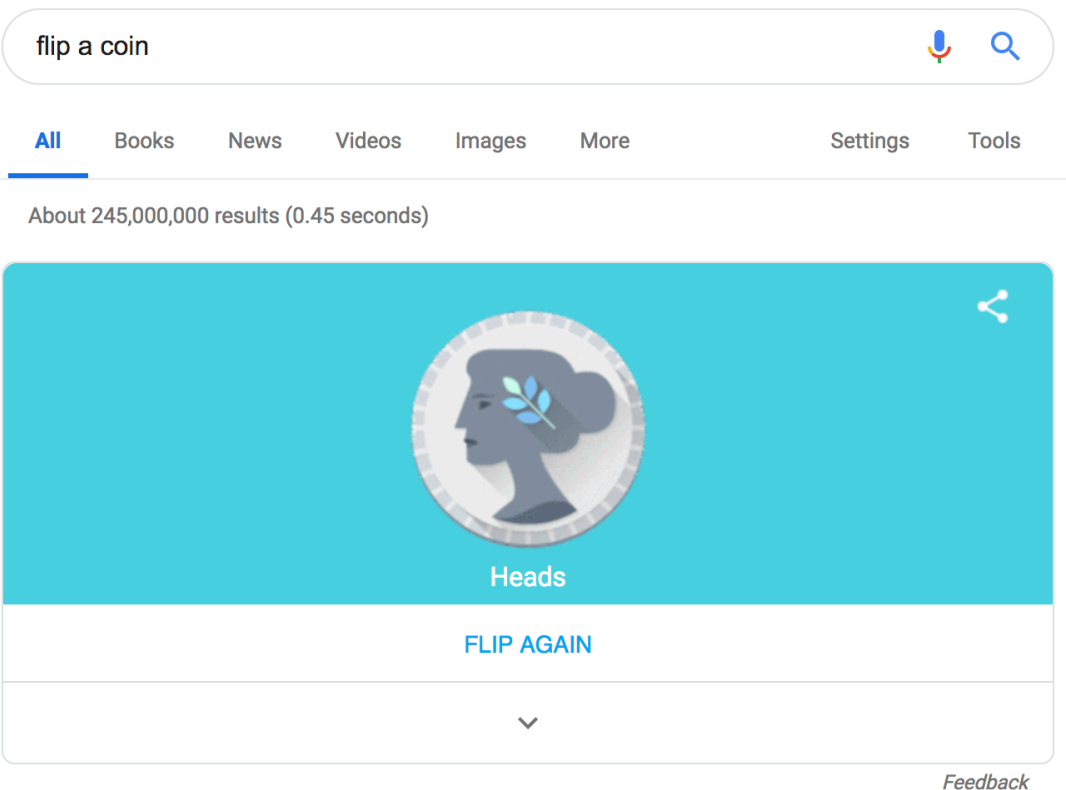 flip a coin
All Books News Videos Images More Settings Tools
About 245,000,000 results (0.45 seconds)
Heads
FLIP AGAIN
Feedback